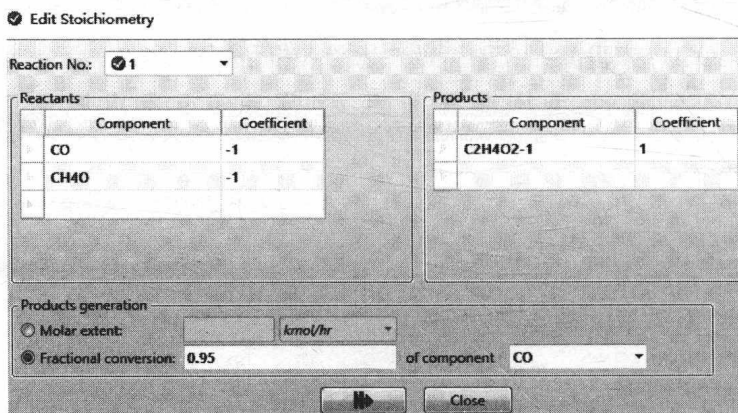 Edit Stoichiometry
Reaction No.: 1
Reactants
Component Coefficient
CO -1
CH4O -1
Products
Component Coefficient
C2H4O2-1 1
Products generation
Molar extent: kmol/hr
Fractional conversion: 0.95 of component CO
N
Close